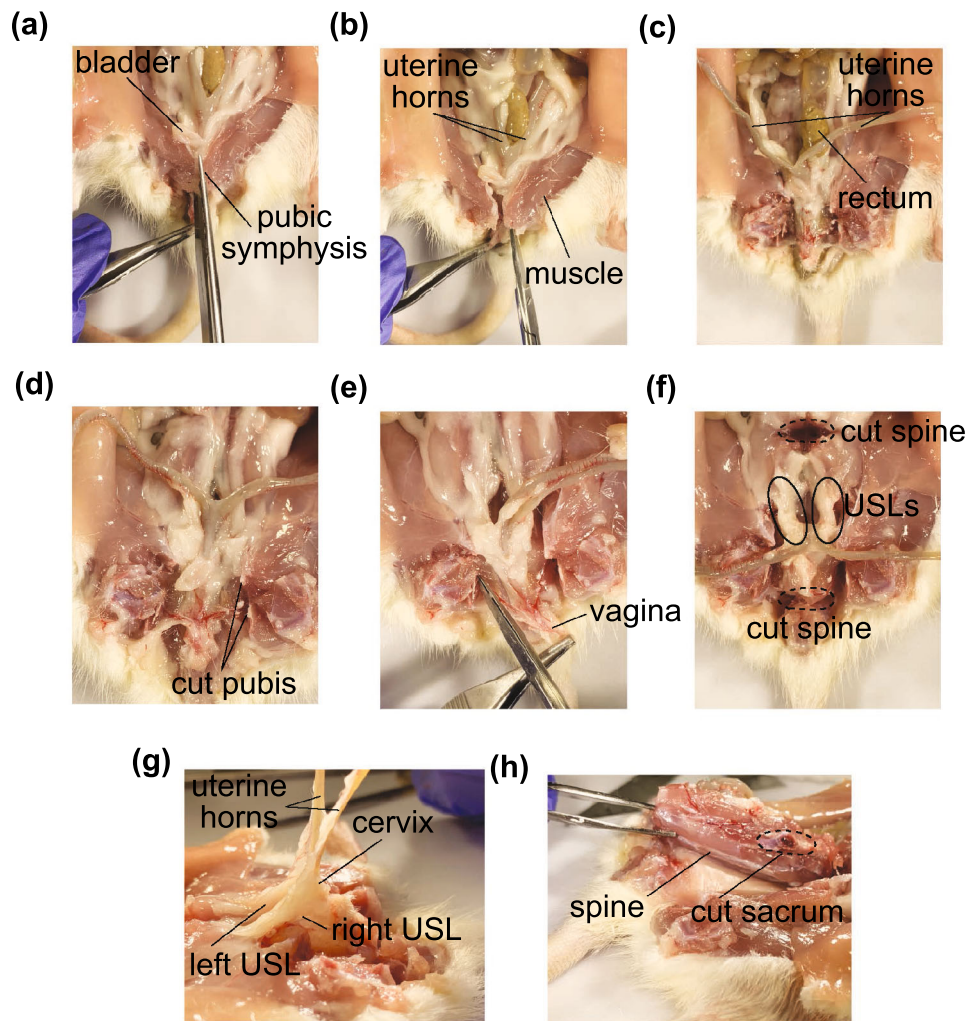 (a)
bladder
pubic
symphysis
(b)
uterine
horns
muscle
(c)
uterine
horns
rectum
(d)
cut pubis
(e)
vagina
(f)
cut spine
USLs
cut spine
(g)
uterine
horns
cervix
right USL
left USL
(h)
spine
cut sacrum